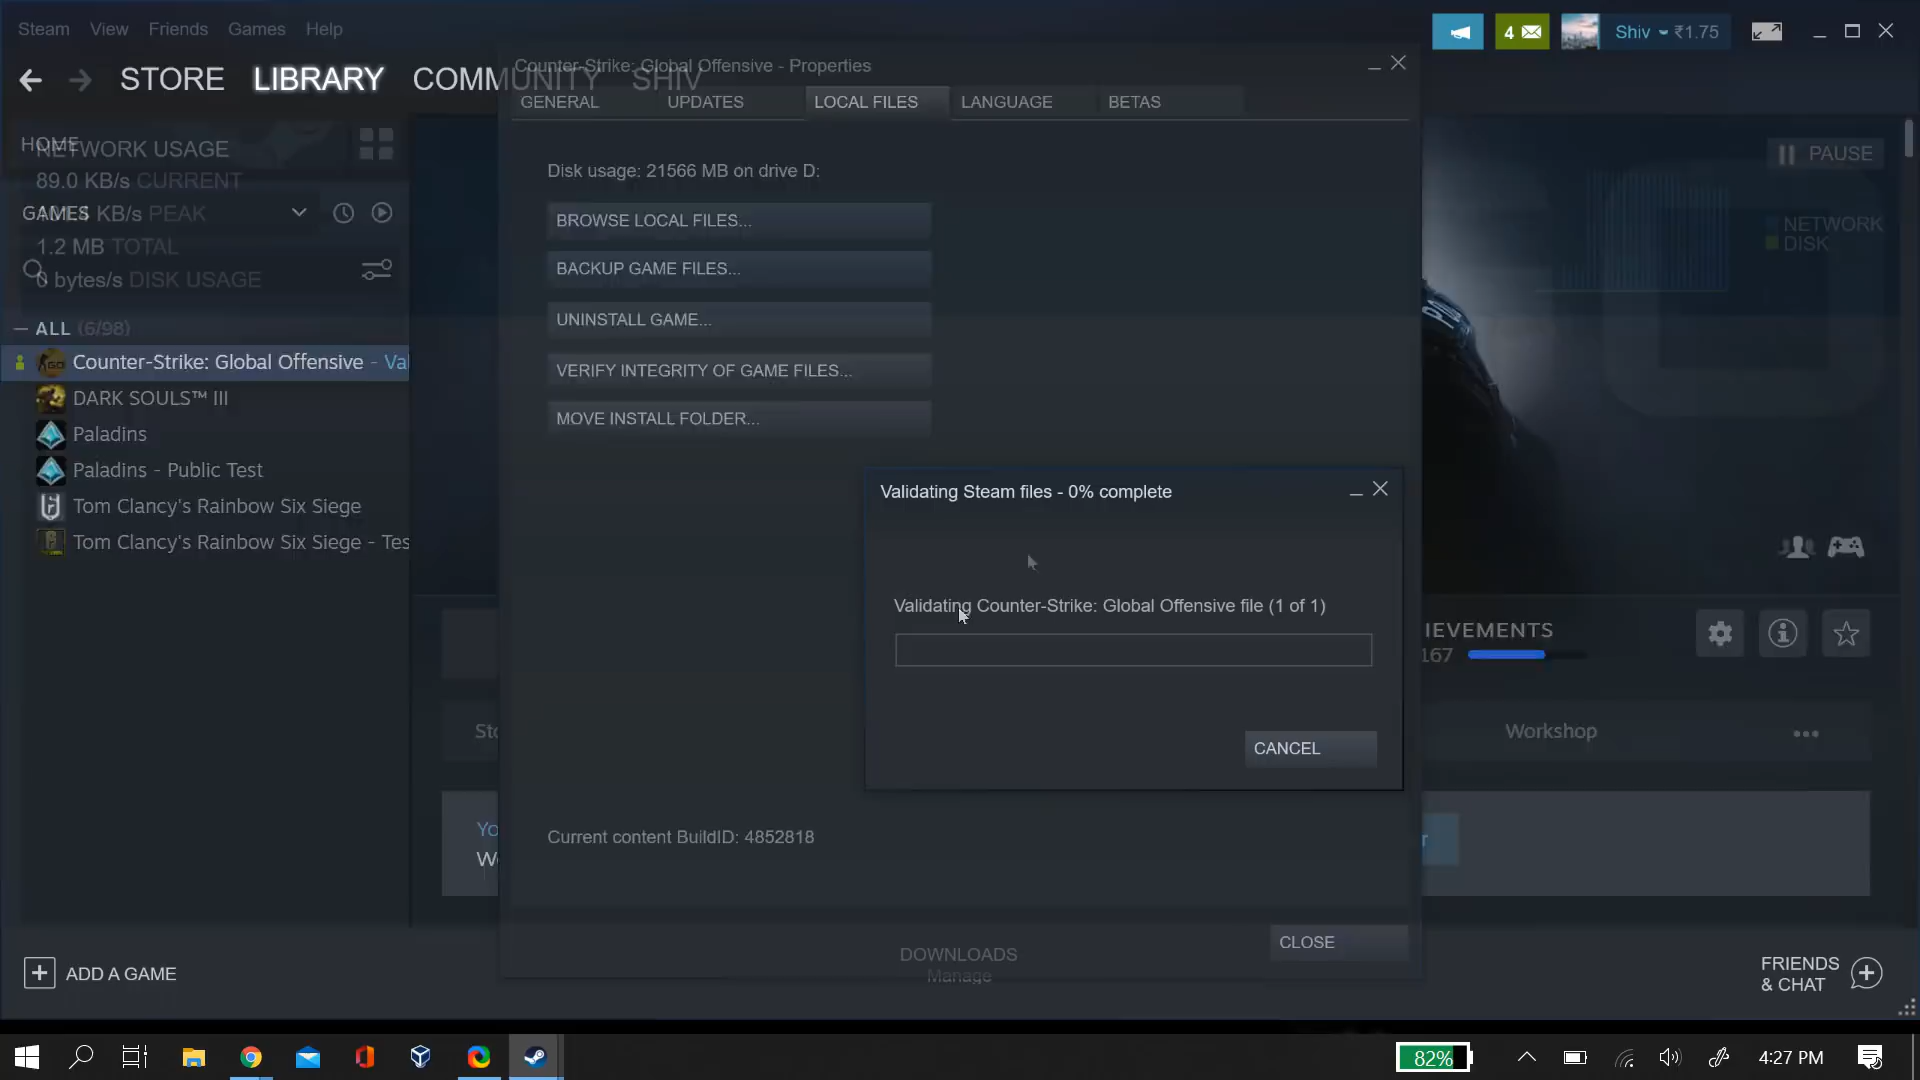 Steam View Friends Games Help
4
Shiv ₹1.75
STORE LIBRARY COMMUNITY SHIV
Counter-Strike: Global Offensive - Properties
GENERAL UPDATES LOCAL FILES LANGUAGE BETAS
HOME
NETWORK USAGE
89.0 KB/s CURRENT
GAMES
KB/s PEAK
1.2 MB TOTAL
0 bytes/s DISK USAGE
PAUSE
NETWORK
DISK
Disk usage: 21566 MB on drive D:
BROWSE LOCAL FILES...
BACKUP GAME FILES...
UNINSTALL GAME...
VERIFY INTEGRITY OF GAME FILES...
MOVE INSTALL FOLDER...
— ALL (6/98)
Counter-Strike: Global Offensive - Val
DARK SOULS™ III
Paladins
Paladins - Public Test
Tom Clancy's Rainbow Six Siege
Tom Clancy's Rainbow Six Siege - Tes
Validating Steam files - 0% complete
Validating Counter-Strike: Global Offensive file (1 of 1)
CANCEL
IEVEMENTS
167
Sto
Workshop
Yo
We
r
Current content BuildID: 4852818
CLOSE
DOWNLOADS
Manage
ADD A GAME
FRIENDS
& CHAT
82%
4:27 PM